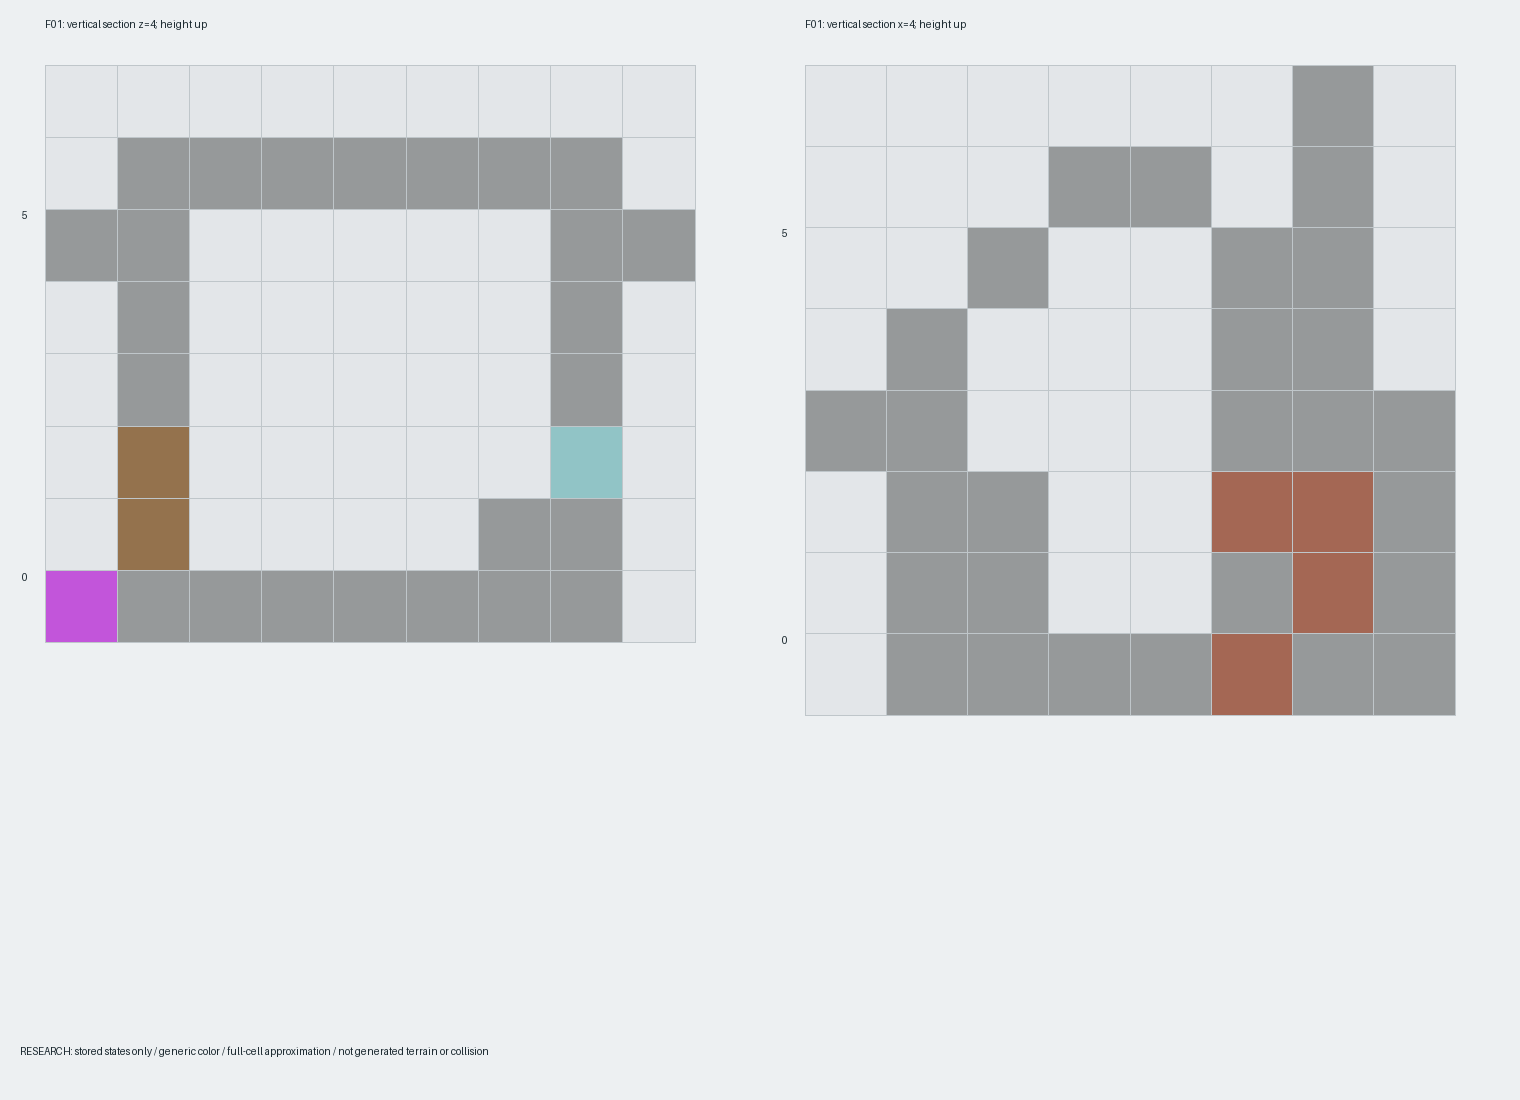 F01: vertical section z=4; height up
F01: vertical section x=4; height up
5
0
5
0
RESEARCH: stored states only / generic color / full-cell approximation / not generated terrain or collision